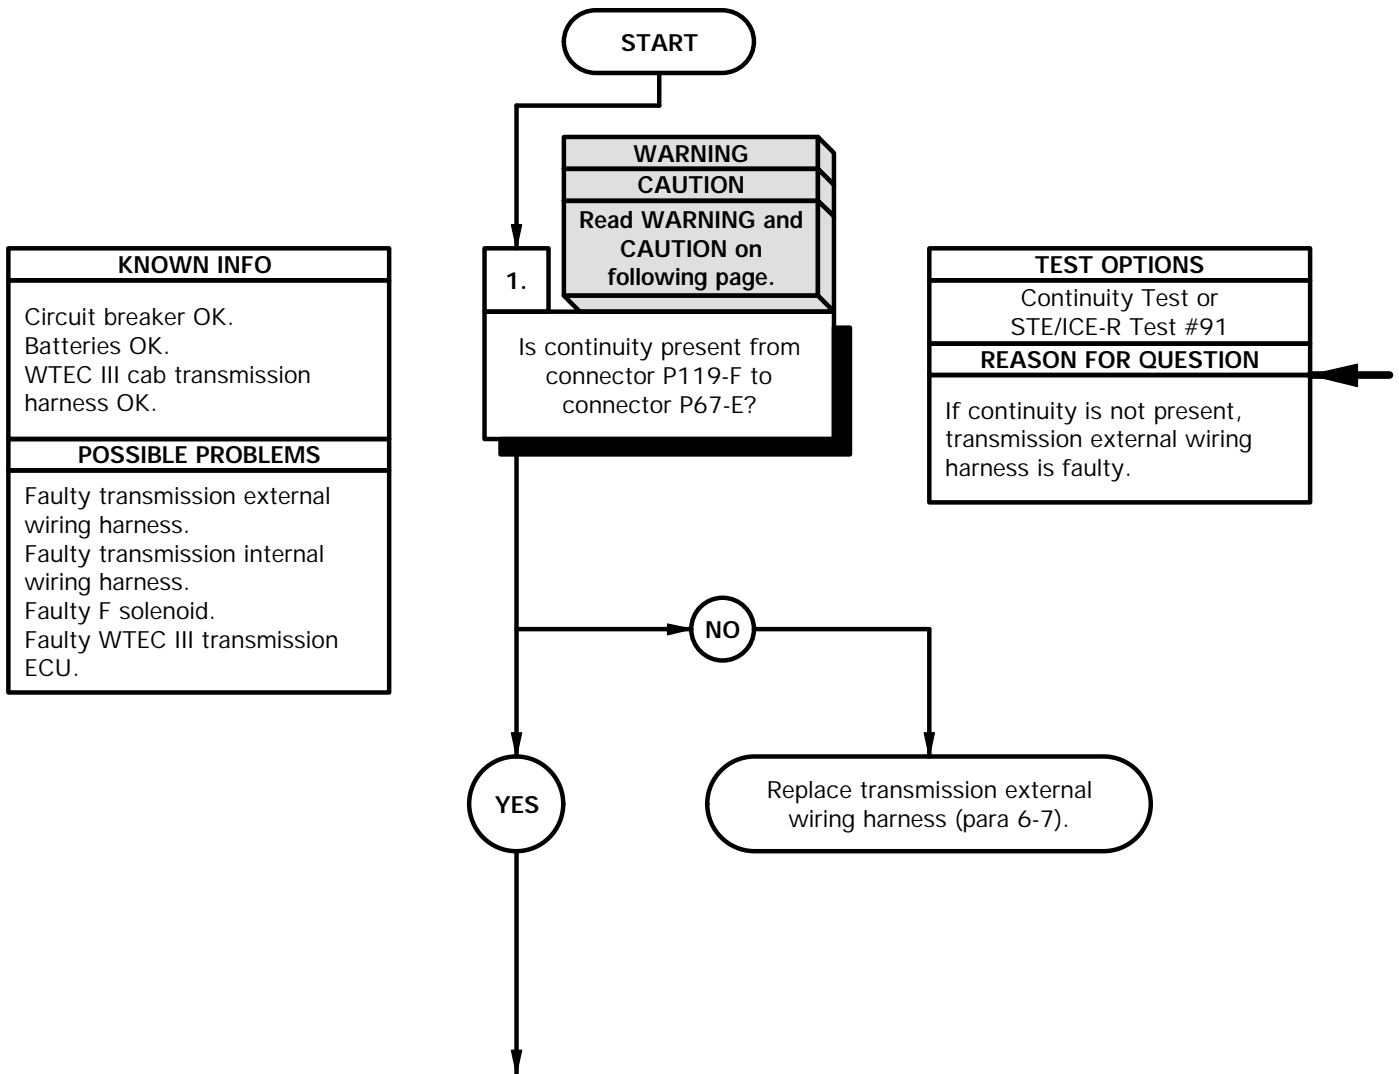 START
WARNING
CAUTION
Read WARNING and
CAUTION on
following page.
1.
Is continuity present from
connector P119-F to
connector P67-E?
KNOWN INFO
Circuit breaker OK.
Batteries OK.
WTEC III cab transmission
harness OK.
POSSIBLE PROBLEMS
Faulty transmission external
wiring harness.
Faulty transmission internal
wiring harness.
Faulty F solenoid.
Faulty WTEC III transmission
ECU.
TEST OPTIONS
Continuity Test or
STE/ICE-R Test #91
REASON FOR QUESTION
If continuity is not present,
transmission external wiring
harness is faulty.
NO
YES
Replace transmission external
wiring harness (para 6-7).